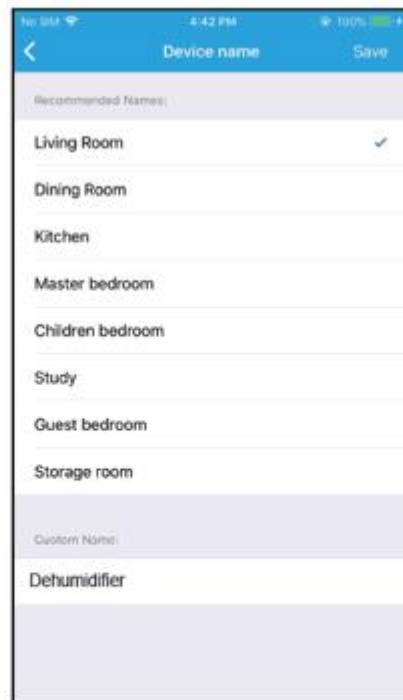 No SIM 4:42 PM 100%
Device name Save
Recommended Names:
Living Room
Dining Room
Kitchen
Master bedroom
Children bedroom
Study
Guest bedroom
Storage room
Custom Name:
Dehumidifier